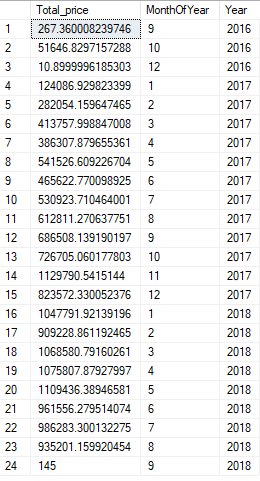 Total_price MonthOfYear Year
1 267.360008239746 9 2016
2 51646.8297157288 10 2016
3 10.8999996185303 12 2016
4 124086.929823399 1 2017
5 282054.159647465 2 2017
6 413757.998847008 3 2017
7 386307.879655361 4 2017
8 541526.609226704 5 2017
9 465622.770098925 6 2017
10 530923.710464001 7 2017
11 612811.270637751 8 2017
12 686508.139190197 9 2017
13 726705.060177803 10 2017
14 1129790.5415144 11 2017
15 823572.330052376 12 2017
16 1047791.92139196 1 2018
17 909228.861192465 2 2018
18 1068580.79160261 3 2018
19 1075807.87927997 4 2018
20 1109436.38946581 5 2018
21 961556.279514074 6 2018
22 986283.300132275 7 2018
23 935201.159920454 8 2018
24 145 9 2018